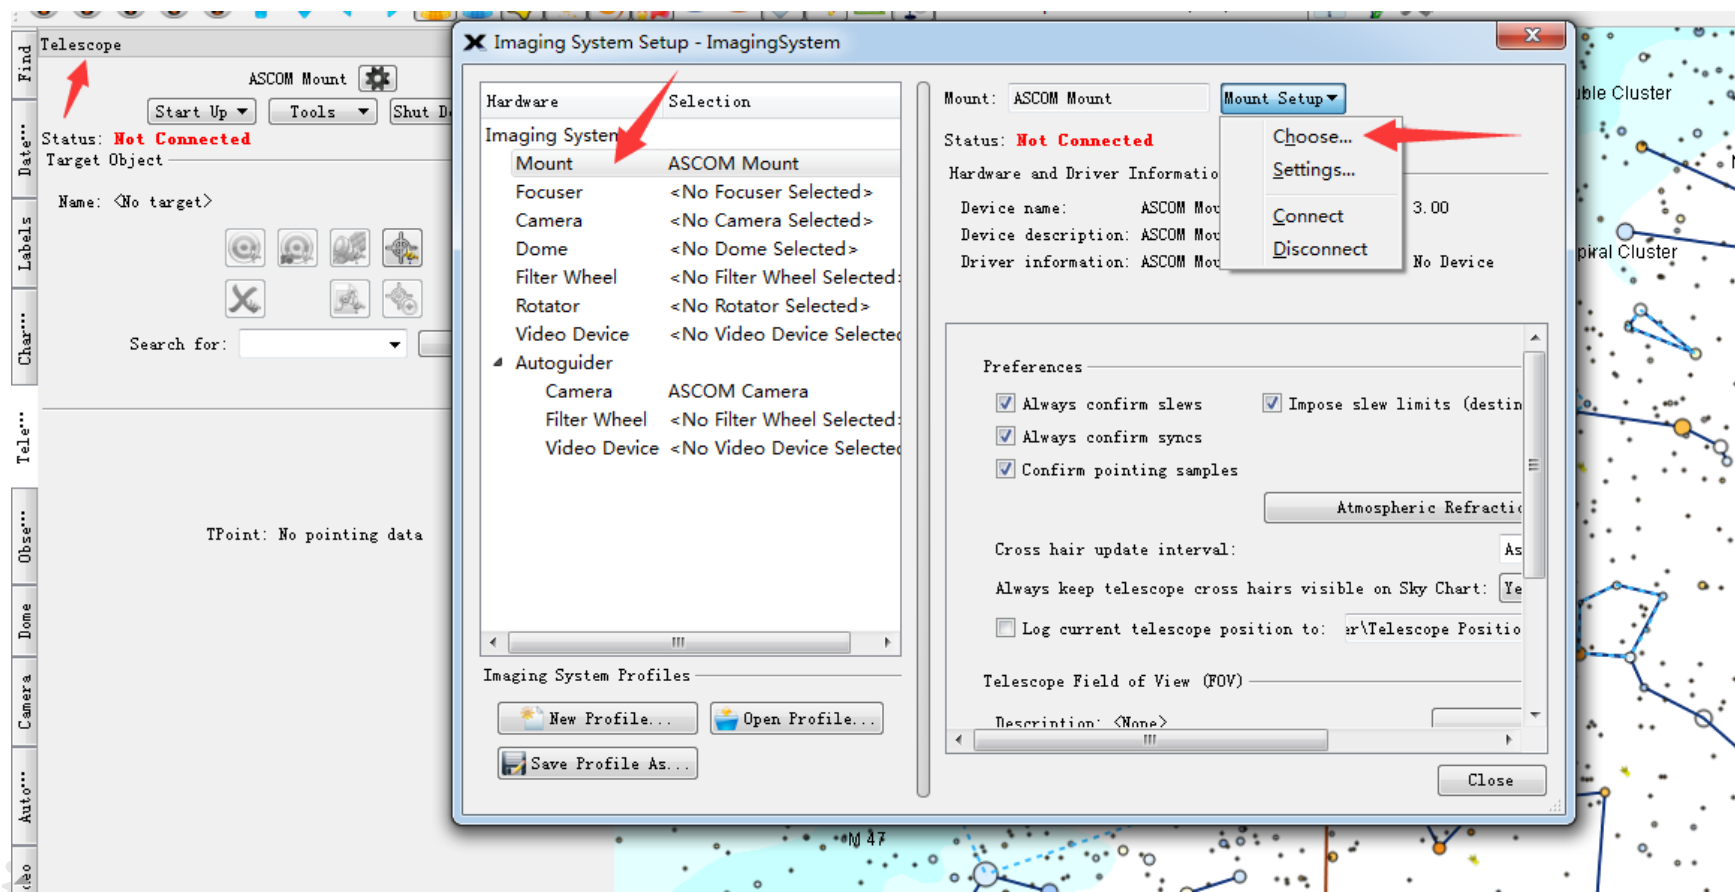 Telescope
ASCOM Mount
Start Up
Tools
Shut D
Status: Not Connected
Target Object
Name: <No target>
Search for:
TPoint: No pointing data
Find
Date...
Labels
Char...
Tele...
Obse...
Dome
Camera
Auto...
Imaging System Setup - ImagingSystem
Hardware Selection
Imaging System
Mount ASCOM Mount
Focuser <No Focuser Selected>
Camera <No Camera Selected>
Dome <No Dome Selected>
Filter Wheel <No Filter Wheel Selected
Rotator <No Rotator Selected>
Video Device <No Video Device Selected
Autoguider
Camera ASCOM Camera
Filter Wheel <No Filter Wheel Selected
Video Device <No Video Device Selected
Imaging System Profiles
New Profile...
Open Profile...
Save Profile As...
Mount: ASCOM Mount
Mount Setup
Choose...
Settings...
Connect
Disconnect
Status: Not Connected
Hardware and Driver Informatio
Device name: ASCOM Mou 3.00
Device description: ASCOM Mou
Driver information: ASCOM Mou No Device
Preferences
Always confirm slews
Impose slew limits (destin
Always confirm syncs
Confirm pointing samples
Atmospheric Refractio
Cross hair update interval: As
Always keep telescope cross hairs visible on Sky Chart: Ye
Log current telescope position to: er\Telescope Positio
Telescope Field of View (FOV)
Description: <None>
Close
uble Cluster
piral Cluster
M 47